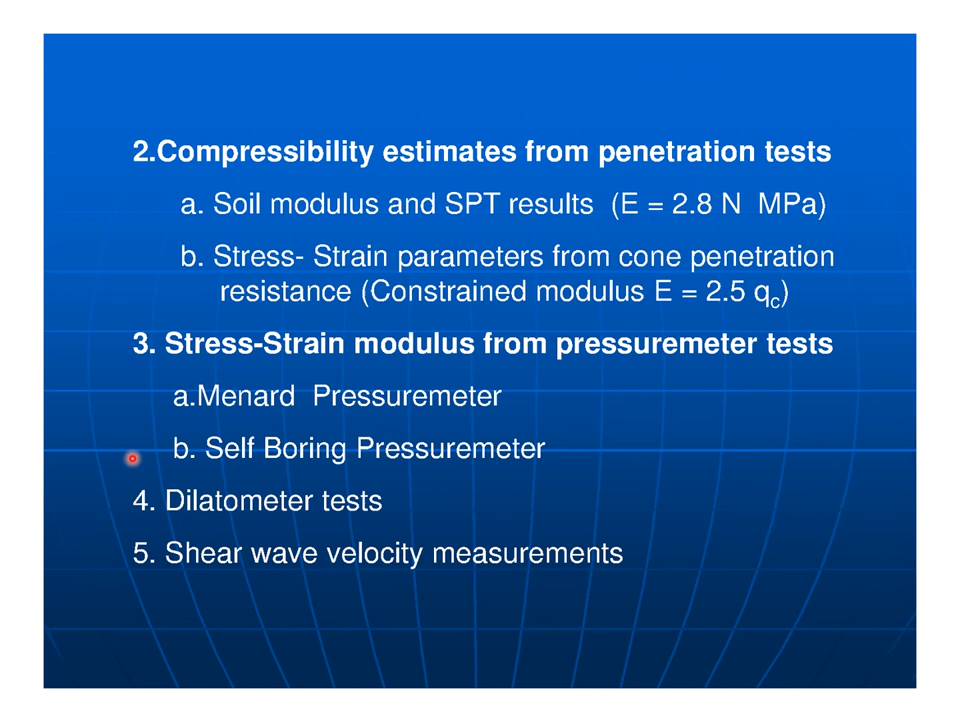 2.Compressibility estimates from penetration tests
a. Soil modulus and SPT results (E = 2.8 N MPa)
b. Stress- Strain parameters from cone penetration
resistance (Constrained modulus E = 2.5 qc)
3. Stress-Strain modulus from pressuremeter tests
a.Menard Pressuremeter
b. Self Boring Pressuremeter
4. Dilatometer tests
5. Shear wave velocity measurements